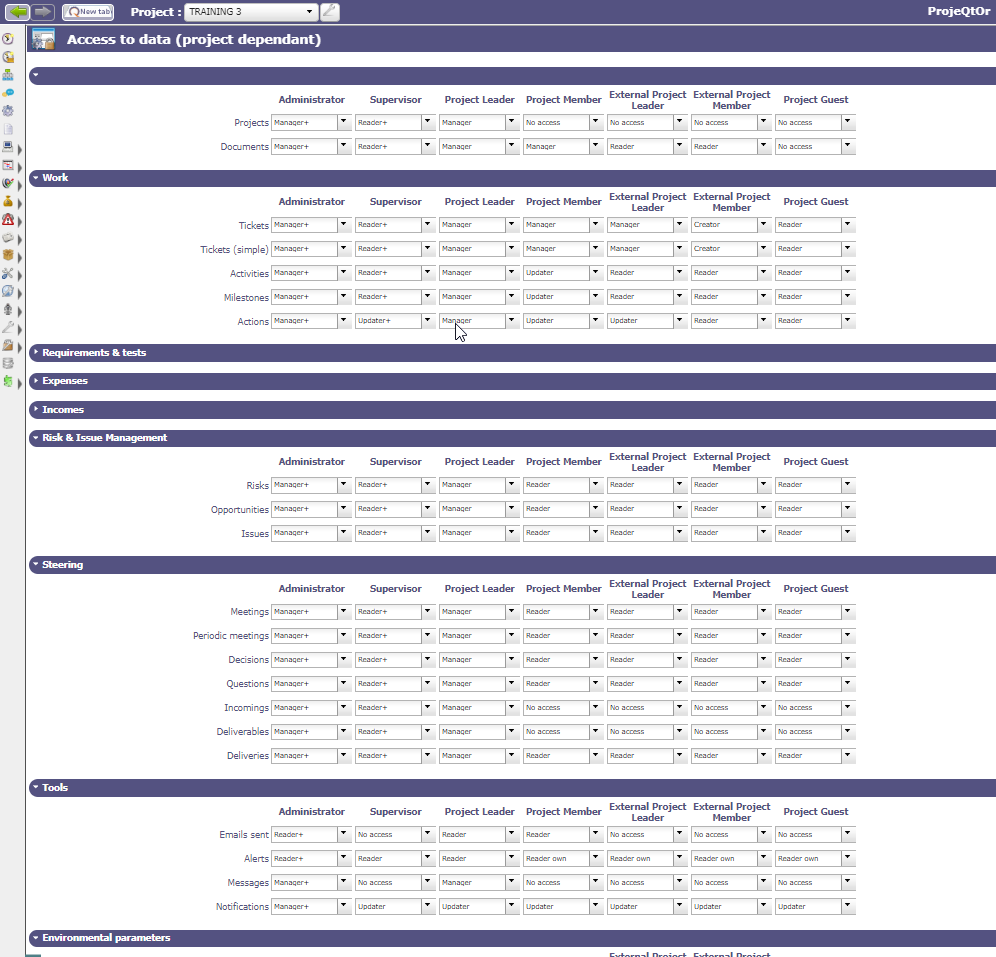 New tab Project : TRAINING 3 ProjeQtOr
Access to data (project dependant)
Administrator Supervisor Project Leader Project Member External Project Leader External Project Member Project Guest
Projects Manager+ Reader+ Manager No access No access No access No access
Documents Manager+ Reader+ Manager Manager Reader Reader No access
Work
Administrator Supervisor Project Leader Project Member External Project Leader External Project Member Project Guest
Tickets Manager+ Reader+ Manager Manager Manager Creator Reader
Tickets (simple) Manager+ Reader+ Manager Manager Manager Creator Reader
Activities Manager+ Reader+ Manager Updater Reader Reader Reader
Milestones Manager+ Reader+ Manager Updater Reader Reader Reader
Actions Manager+ Updater+ Manager Updater Updater Reader Reader
Requirements & tests
Expenses
Incomes
Risk & Issue Management
Administrator Supervisor Project Leader Project Member External Project Leader External Project Member Project Guest
Risks Manager+ Reader+ Manager Reader Reader Reader Reader
Opportunities Manager+ Reader+ Manager Reader Reader Reader Reader
Issues Manager+ Reader+ Manager Reader Reader Reader Reader
Steering
Administrator Supervisor Project Leader Project Member External Project Leader External Project Member Project Guest
Meetings Manager+ Reader+ Manager Reader Reader Reader Reader
Periodic meetings Manager+ Reader+ Manager Reader Reader Reader Reader
Decisions Manager+ Reader+ Manager Reader Reader Reader Reader
Questions Manager+ Reader+ Manager Reader Reader Reader Reader
Incomings Manager+ Reader+ Manager No access No access No access No access
Deliverables Manager+ Reader+ Manager No access No access No access No access
Deliveries Manager+ Reader+ Manager Reader Reader Reader Reader
Tools
Administrator Supervisor Project Leader Project Member External Project Leader External Project Member Project Guest
Emails sent Reader+ No access Reader Reader No access No access No access
Alerts Reader+ Reader Reader Reader own Reader own Reader own Reader own
Messages Manager+ No access Manager No access No access No access No access
Notifications Manager+ Updater Updater Updater Updater Updater Updater
Environmental parameters
External Project External Project